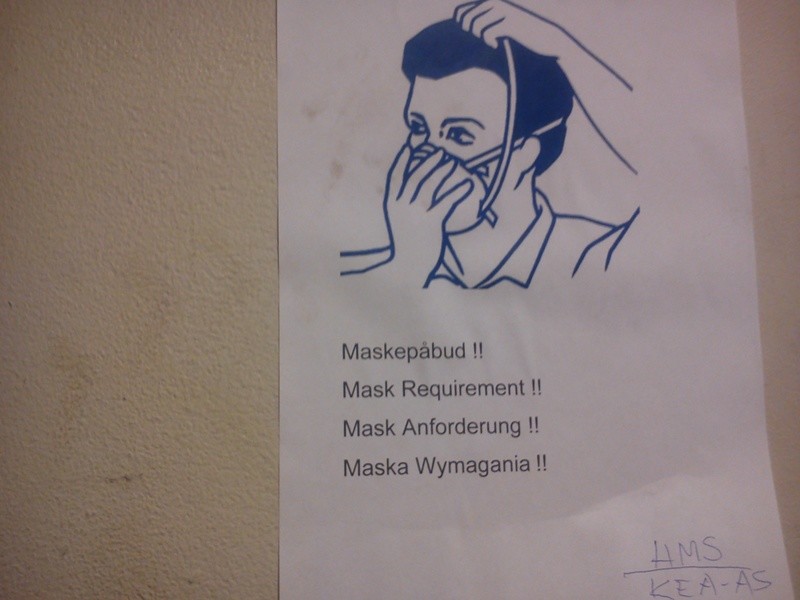 Maskepåbud !!
Mask Requirement !!
Mask Anforderung !!
Maska Wymagania !!
HMS
KEA-AS